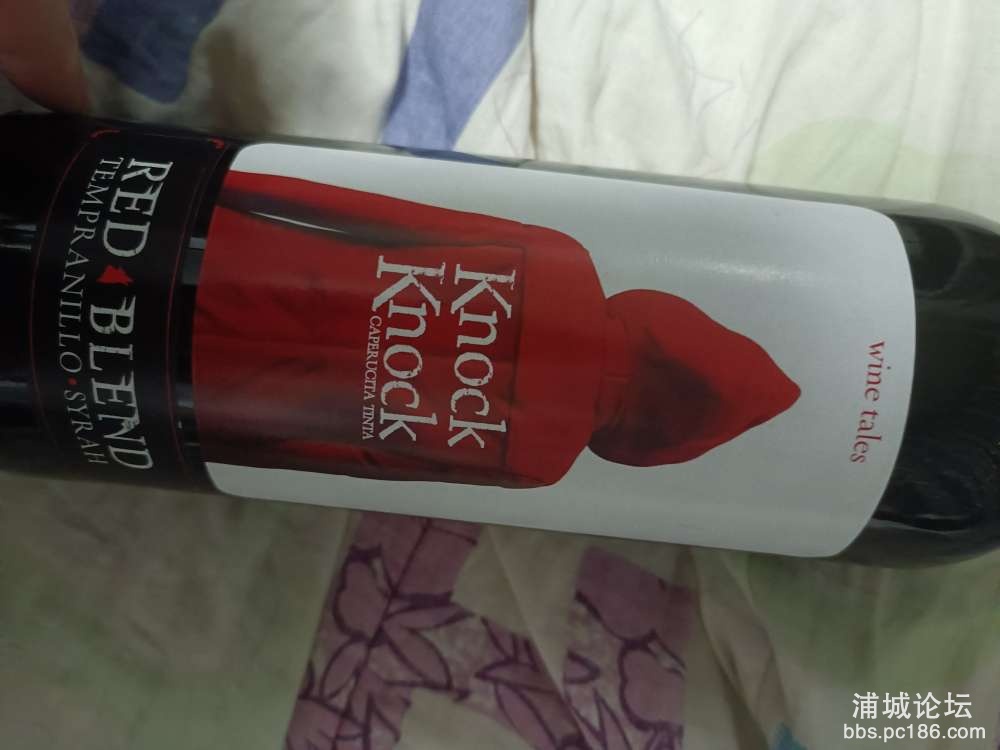 wine tales
Knock
Knock
CAPERUCITA TINTA
RED BLEND
TEMPRANILLO • SYRAH
浦城论坛
bbs.pc186.com